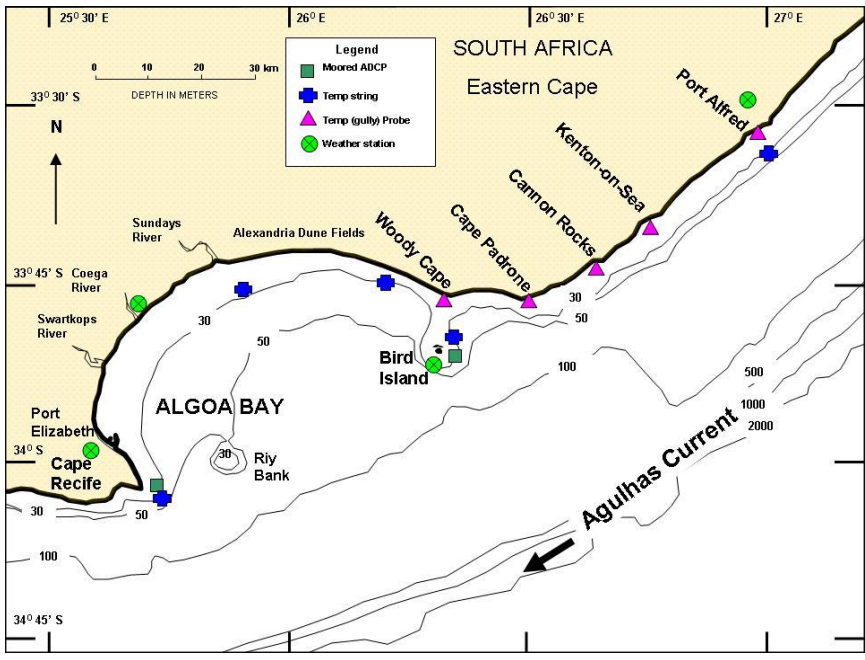 25° 30' E
26° E
26° 30' E
27° E
0 10 20 30 km
DEPTH IN METERS
Legend
Moored ADCP
Temp string
Temp (gully) Probe
Weather station
SOUTH AFRICA
Eastern Cape
33° 30' S
N
Port Alfred
Kenton-on-Sea
Cannon Rocks
Cape Padrone
Woody Cape
Sundays
River
Alexandria Dune Fields
33° 45' S
Coega
River
Swartkops
River
30
50
30
50
100
Bird
Island
500
1000
2000
ALGOA BAY
Port
Elizabeth
34° S
Cape
Recife
30
Riy
Bank
Agulhas Current
30
50
100
34° 45' S